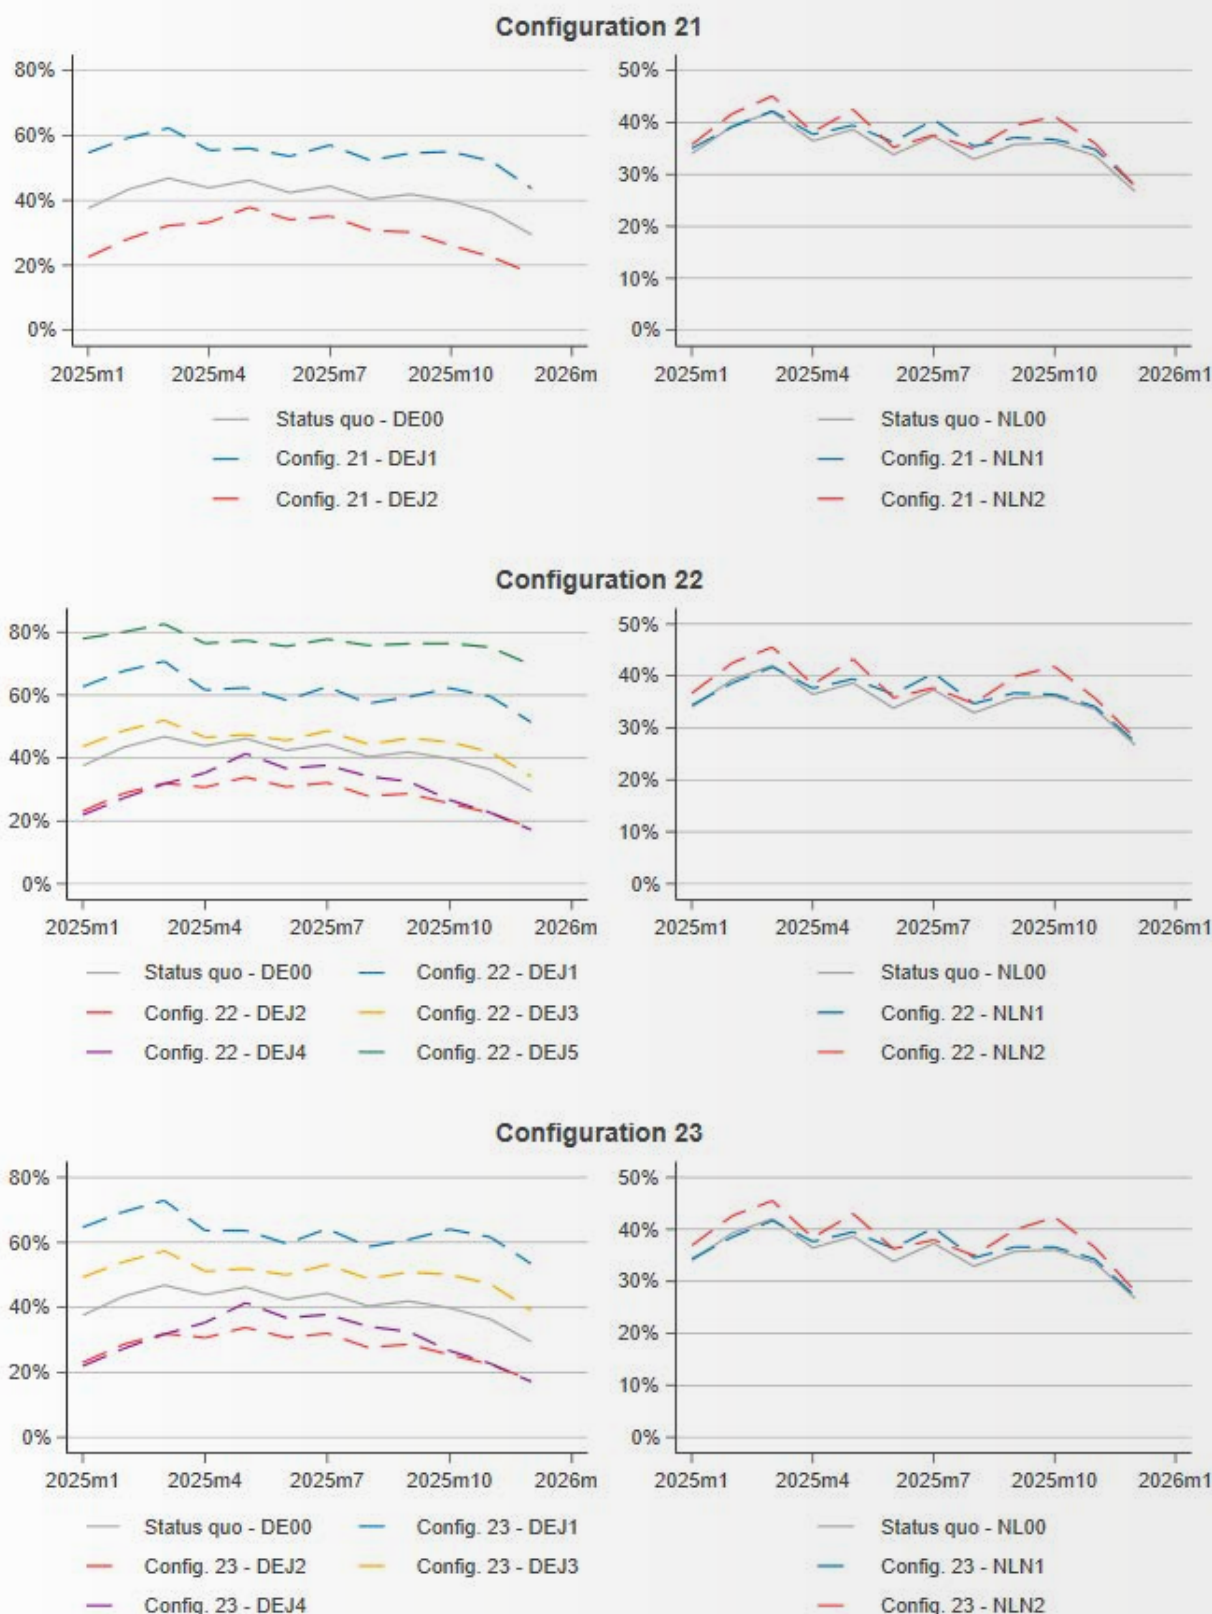 Configuration 21
80%
60%
40%
20%
0%
2025m1 2025m4 2025m7 2025m10 2026m
Status quo - DE00
Config. 21 - DEJ1
Config. 21 - DEJ2
50%
40%
30%
20%
10%
0%
2025m1 2025m4 2025m7 2025m10 2026m1
Status quo - NL00
Config. 21 - NLN1
Config. 21 - NLN2
Configuration 22
80%
60%
40%
20%
0%
2025m1 2025m4 2025m7 2025m10 2026m
Status quo - DE00 Config. 22 - DEJ1
Config. 22 - DEJ2 Config. 22 - DEJ3
Config. 22 - DEJ4 Config. 22 - DEJ5
50%
40%
30%
20%
10%
0%
2025m1 2025m4 2025m7 2025m10 2026m1
Status quo - NL00
Config. 22 - NLN1
Config. 22 - NLN2
Configuration 23
80%
60%
40%
20%
0%
2025m1 2025m4 2025m7 2025m10 2026m
Status quo - DE00 Config. 23 - DEJ1
Config. 23 - DEJ2 Config. 23 - DEJ3
Config. 23 - DEJ4
50%
40%
30%
20%
10%
0%
2025m1 2025m4 2025m7 2025m10 2026m1
Status quo - NL00
Config. 23 - NLN1
Config. 23 - NLN2